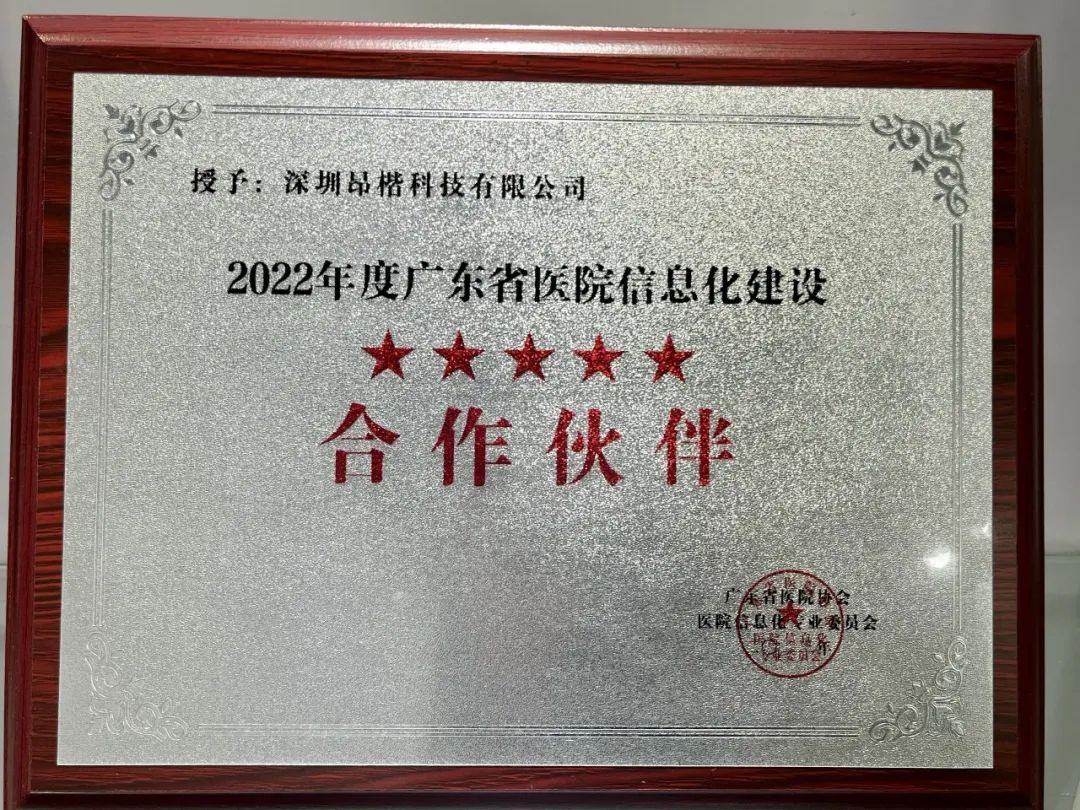 授予：深圳昂楷科技有限公司
2022年度广东省医院信息化建设
★★★★★
合作伙伴
广东省医院协会
医院信息化专业委员会